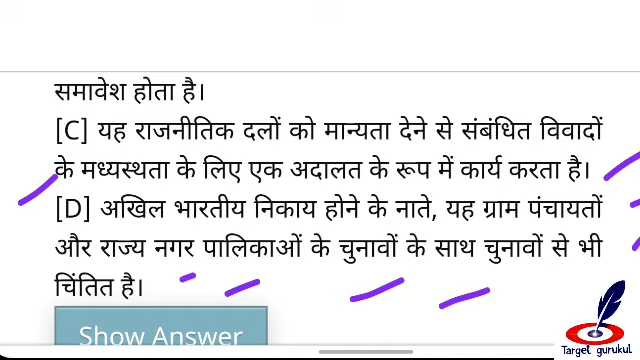 समावेश होता है।
[C] यह राजनीतिक दलों को मान्यता देने से संबंधित विवादों
के मध्यस्थता के लिए एक अदालत के रूप में कार्य करता है।
[D] अखिल भारतीय निकाय होने के नाते, यह ग्राम पंचायतों
और राज्य नगर पालिकाओं के चुनावों के साथ चुनावों से भी
चिंतित है।
Show Answer
Target gurukul